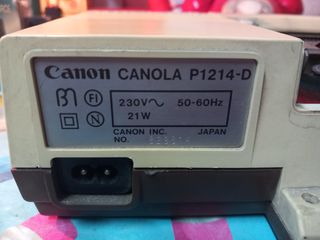 Canon CANOLA P1214-D
FI
230V~ 50-60Hz
N
21W
CANON INC. JAPAN
NO.